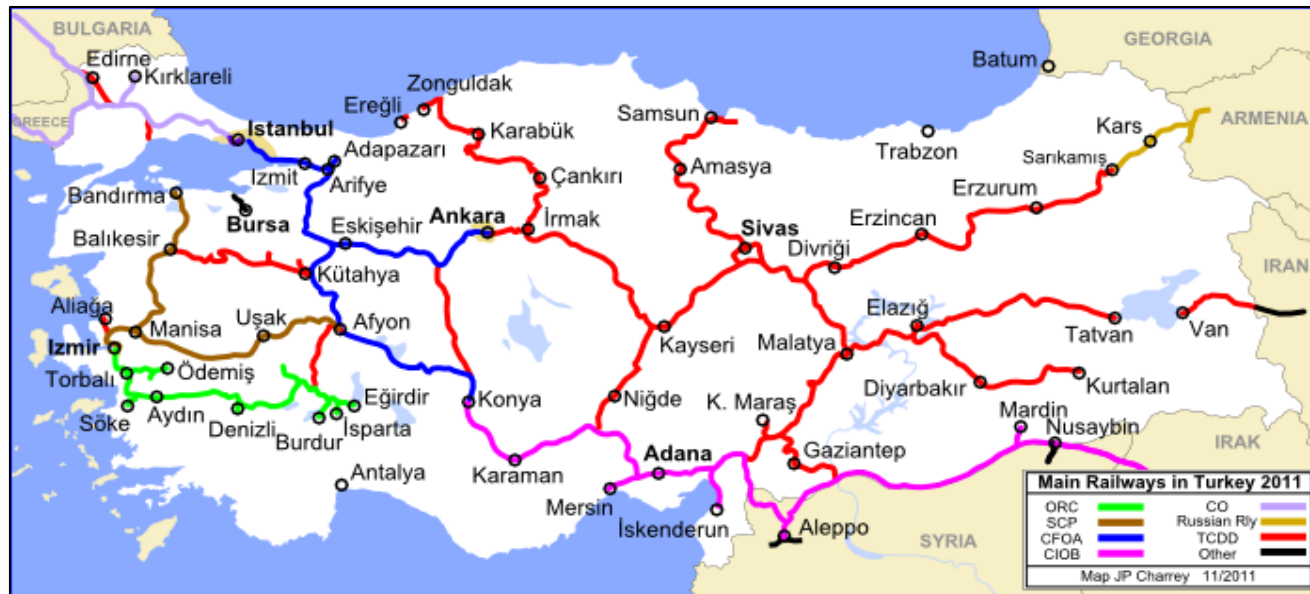 BULGARIA
GEORGIA
Edirne
Kırklareli
Batum
Zonguldak
Ereğli
Samsun
ARMENIA
GREECE
Istanbul
Karabük
Kars
Adapazarı
Trabzon
Izmit
Arifye
Amasya
Sarıkamış
Çankırı
Bandırma
Erzurum
Bursa
Eskişehir
Ankara
İrmak
Erzincan
Balıkesir
Sivas
Divriği
IRAN
Kütahya
Aliağa
Uşak
Afyon
Elazığ
Manisa
Tatvan
Van
Izmir
Kayseri
Malatya
Torbalı
Ödemiş
Diyarbakır
Kurtalan
Eğirdir
Konya
Niğde
K. Maraş
Söke
Aydın
Denizli
Burdur
Isparta
Mardin
Nusaybin
Gaziantep
IRAK
Karaman
Adana
Antalya
Mersin
İskenderun
Aleppo
SYRIA
Main Railways in Turkey 2011
ORC CO
SCP Russian Rly
CFOA TCDD
CIOB Other
Map JP Charrey 11/2011